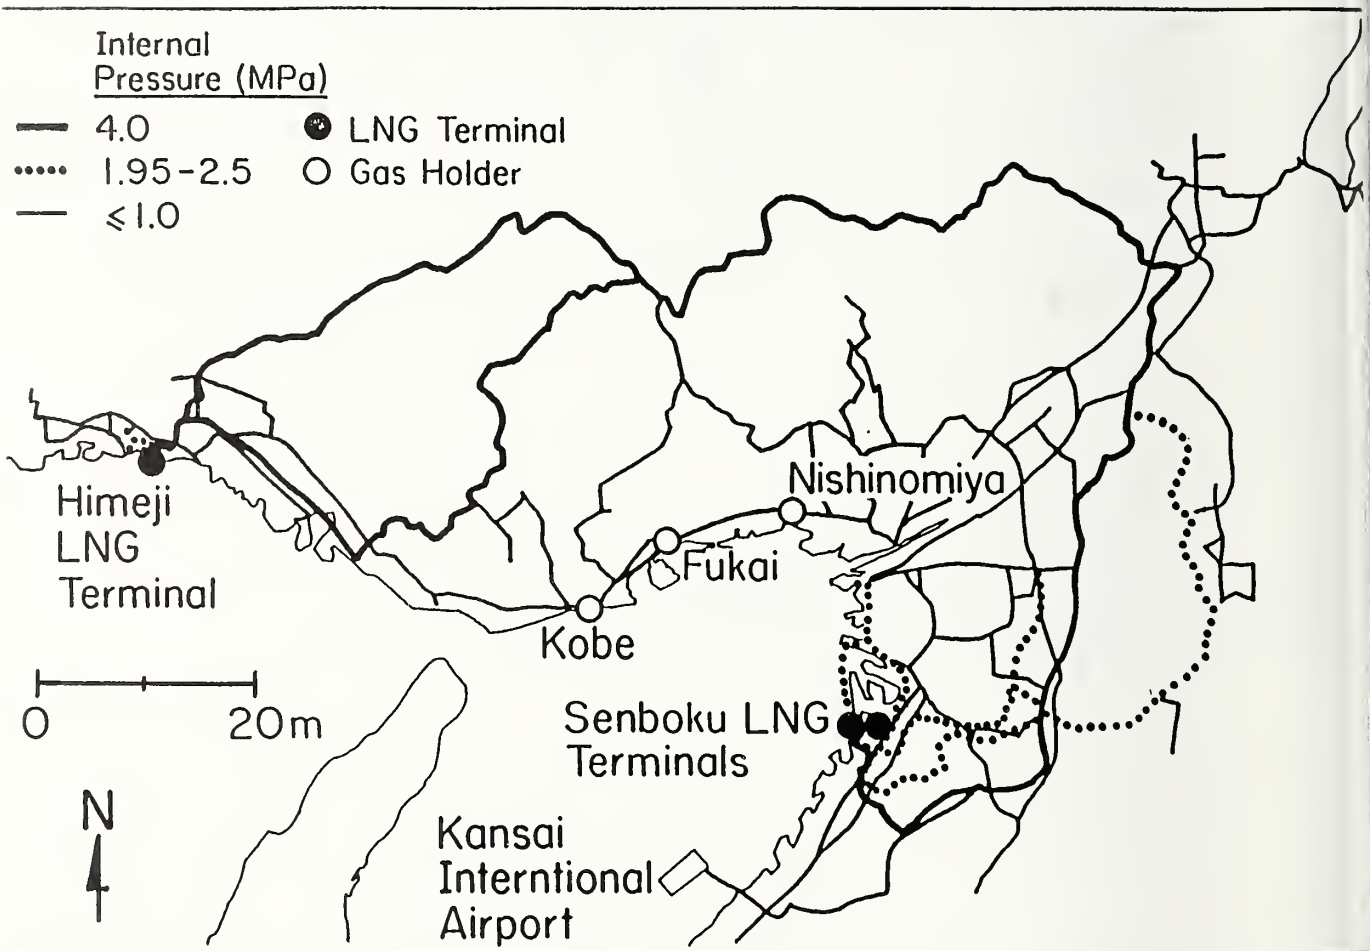 Internal
Pressure (MPa)
4.0
LNG Terminal
1.95-2.5
Gas Holder
⩽1.0
Nishinomiya
Himeji
LNG
Terminal
Fukai
Kobe
0 20m
Senboku LNG
Terminals
N
Kansai
Interntional
Airport